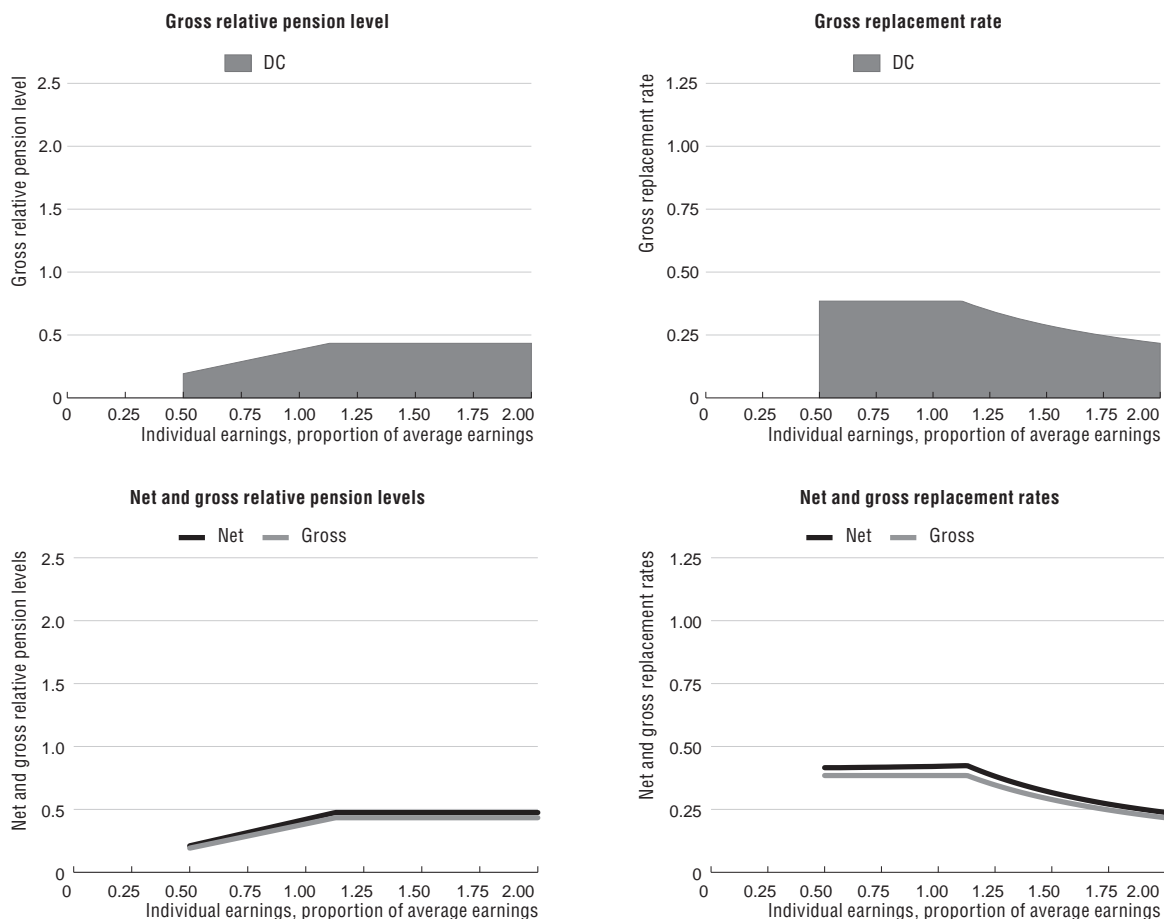 Gross relative pension level
DC
Gross relative pension level
2.5
2.0
1.5
1.0
0.5
0
0 0.25 0.50 0.75 1.00 1.25 1.50 1.75 2.00
Individual earnings, proportion of average earnings
Gross replacement rate
DC
Gross replacement rate
1.25
1.00
0.75
0.50
0.25
0
0 0.25 0.50 0.75 1.00 1.25 1.50 1.75 2.00
Individual earnings, proportion of average earnings
Net and gross relative pension levels
Net Gross
Net and gross relative pension levels
2.5
2.0
1.5
1.0
0.5
0
0 0.25 0.50 0.75 1.00 1.25 1.50 1.75 2.00
Individual earnings, proportion of average earnings
Net and gross replacement rates
Net Gross
Net and gross replacement rates
1.25
1.00
0.75
0.50
0.25
0
0 0.25 0.50 0.75 1.00 1.25 1.50 1.75 2.00
Individual earnings, proportion of average earnings